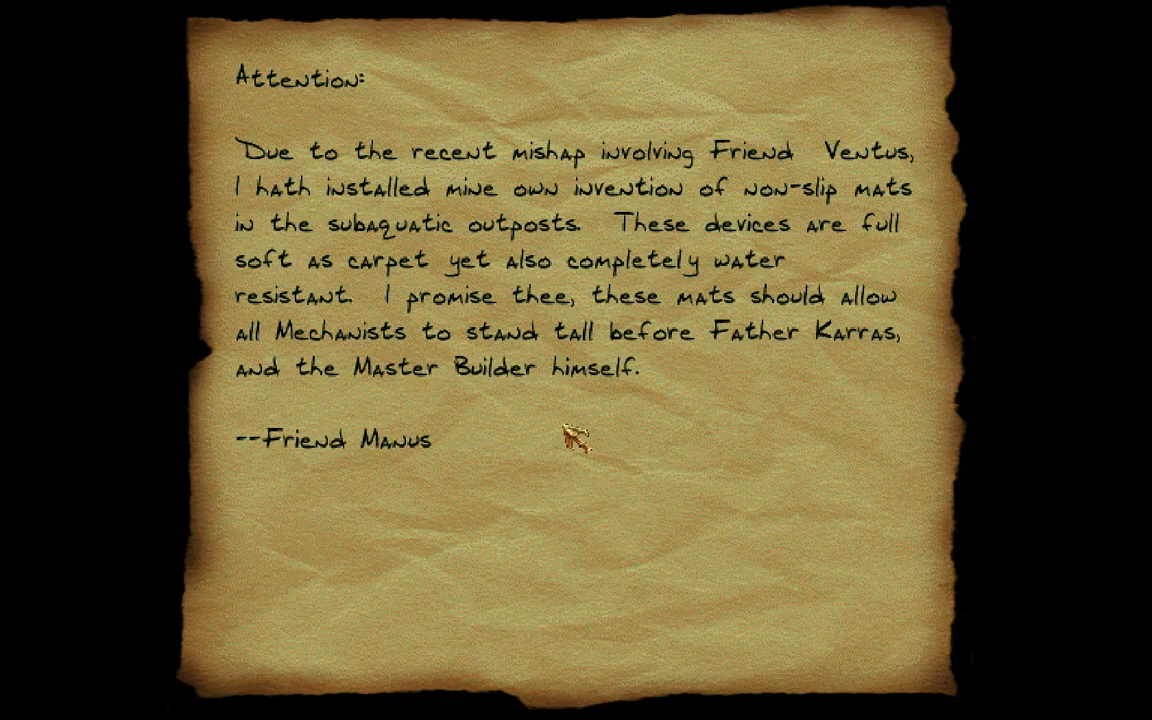 Attention:
Due to the recent mishap involving Friend  Ventus,
I hath installed mine own invention of non-slip mats
in the subaquatic outposts.  These devices are full
soft as carpet yet also completely water
resistant.  I promise thee, these mats should allow
all Mechanists to stand tall before Father Karras,
and the Master Builder himself.
--Friend Manus